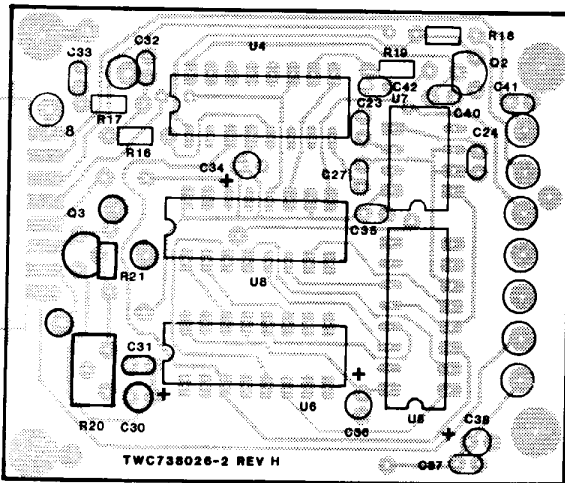 R18
C33
C32
U4
R19
Q2
C42
U7
C41
C23
C40
8
R17
R16
C24
C34
+
C27
Q3
C35
R21
U8
C31
+
R20
C30
+
U6
C36
U5
+
C38
C37
TWC738026-2 REV H